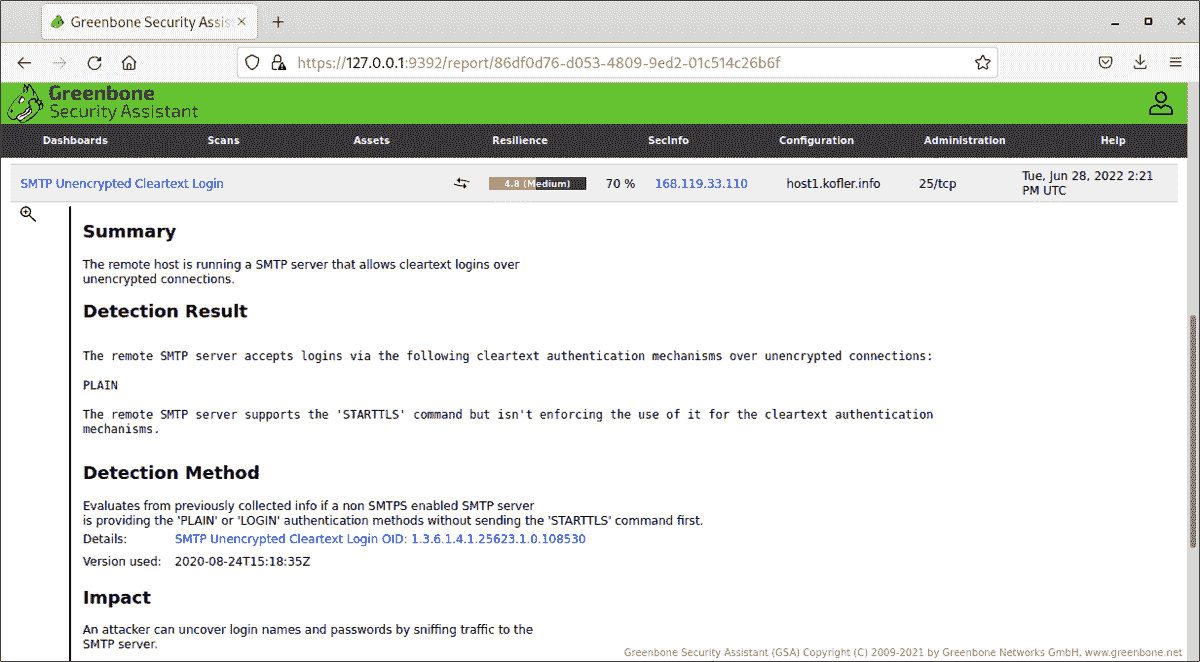 Greenbone Security Assis
https://127.0.0.1:9392/report/86df0d76-d053-4809-9ed2-01c514c26b6f
Greenbone
Security Assistant
Dashboards Scans Assets Resilience SecInfo Configuration Administration Help
SMTP Unencrypted Cleartext Login 4.8 (Medium) 70 % 168.119.33.110 host1.kofler.info 25/tcp Tue, Jun 28, 2022 2:21
PM UTC
Summary
The remote host is running a SMTP server that allows cleartext logins over
unencrypted connections.
Detection Result
The remote SMTP server accepts logins via the following cleartext authentication mechanisms over unencrypted connections:
PLAIN
The remote SMTP server supports the 'STARTTLS' command but isn't enforcing the use of it for the cleartext authentication
mechanisms.
Detection Method
Evaluates from previously collected info if a non SMTPS enabled SMTP server
is providing the 'PLAIN' or 'LOGIN' authentication methods without sending the 'STARTTLS' command first.
Details: SMTP Unencrypted Cleartext Login OID: 1.3.6.1.4.1.25623.1.0.108530
Version used: 2020-08-24T15:18:35Z
Impact
An attacker can uncover login names and passwords by sniffing traffic to the
SMTP server.
Greenbone Security Assistant (GSA) Copyright (C) 2009-2021 by Greenbone Networks GmbH, www.greenbone.net